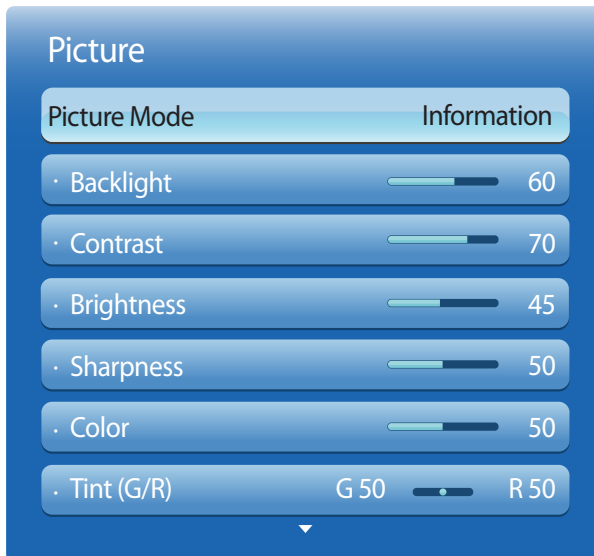 Picture
Picture Mode Information
· Backlight 60
· Contrast 70
· Brightness 45
· Sharpness 50
· Color 50
· Tint (G/R) G 50 R 50